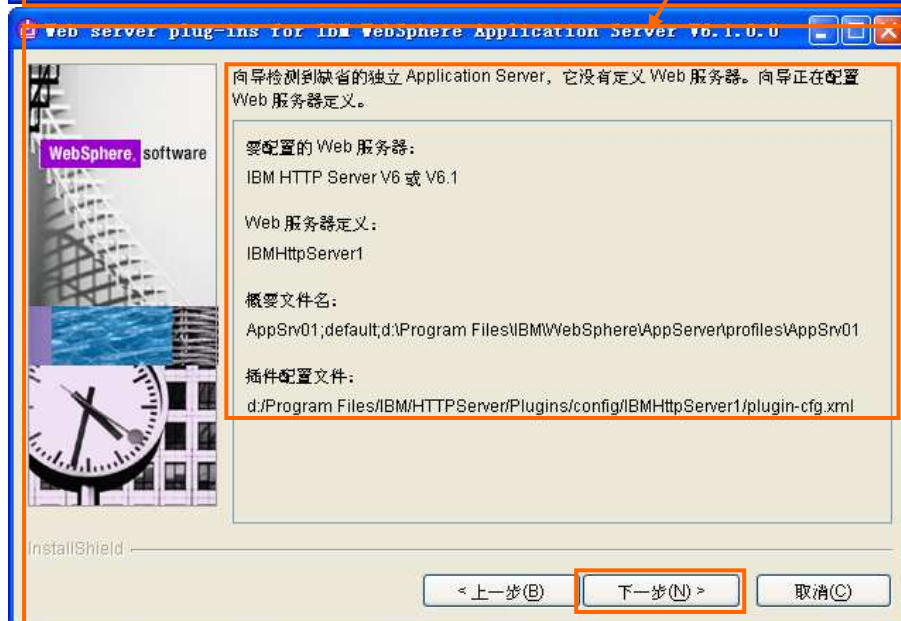 Web server plug-ins for IBM WebSphere Application Server V6.1.0.0
向导检测到缺省的独立 Application Server，它没有定义 Web 服务器。向导正在配置
Web 服务器定义。
WebSphere. software
要配置的 Web 服务器：
IBM HTTP Server V6 或 V6.1
Web 服务器定义：
IBMHttpServer1
概要文件名：
AppSrv01;default;d:\Program Files\IBM\WebSphere\AppServer\profiles\AppSrv01
插件配置文件：
d:/Program Files/IBM/HTTPServer/Plugins/config/IBMHttpServer1/plugin-cfg.xml
InstallShield
< 上一步(B)
下一步(N) >
取消(C)